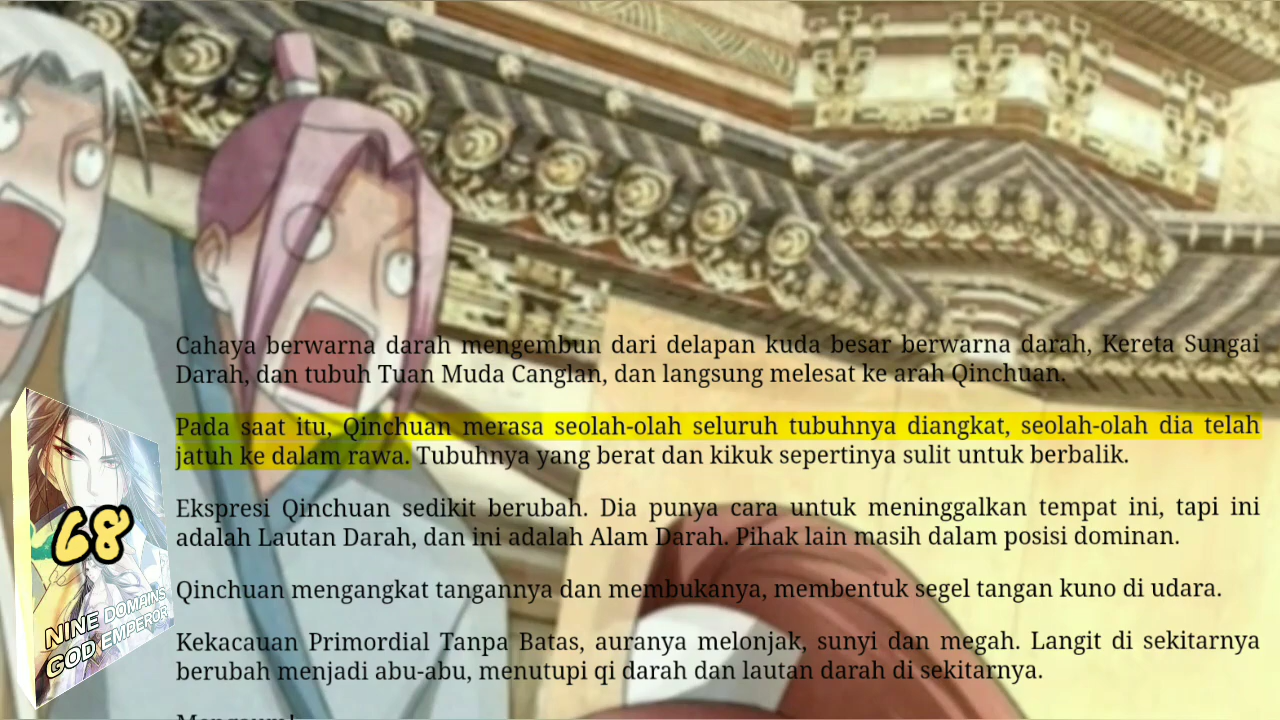 Cahaya berwarna darah mengembun dari delapan kuda besar berwarna darah, Kereta Sungai
Darah, dan tubuh Tuan Muda Canglan, dan langsung melesat ke arah Qinchuan.
Pada saat itu, Qinchuan merasa seolah-olah seluruh tubuhnya diangkat, seolah-olah dia telah
jatuh ke dalam rawa. Tubuhnya yang berat dan kikuk sepertinya sulit untuk berbalik.
Ekspresi Qinchuan sedikit berubah. Dia punya cara untuk meninggalkan tempat ini, tapi ini
adalah Lautan Darah, dan ini adalah Alam Darah. Pihak lain masih dalam posisi dominan.
Qinchuan mengangkat tangannya dan membukanya, membentuk segel tangan kuno di udara.
Kekacauan Primordial Tanpa Batas, auranya melonjak, sunyi dan megah. Langit di sekitarnya
berubah menjadi abu-abu, menutupi qi darah dan lautan darah di sekitarnya.
68
NINE DOMAINS
GOD EMPEROR